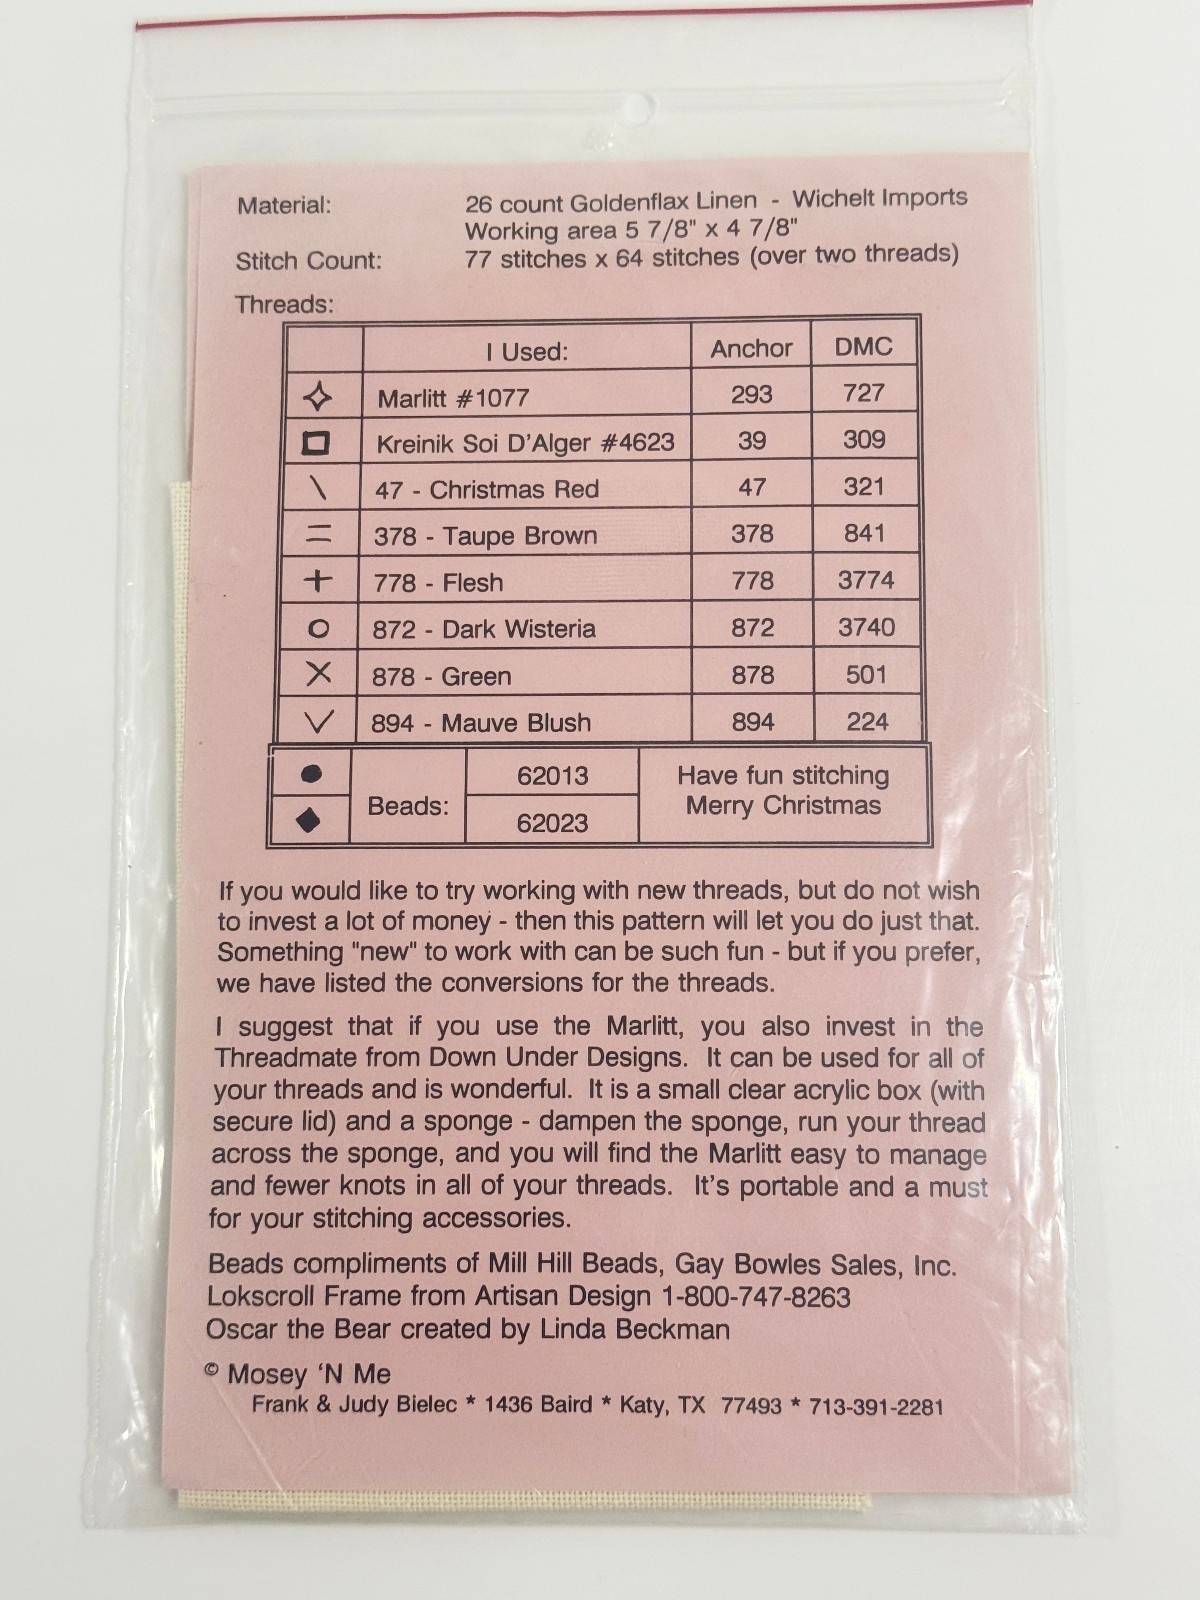 Material: 26 count Goldenflax Linen - Wichelt Imports
Working area 5 7/8" x 4 7/8"
Stitch Count: 77 stitches x 64 stitches (over two threads)
Threads:
I Used: Anchor DMC
Marlitt #1077 293 727
Kreinik Soi D'Alger #4623 39 309
47 - Christmas Red 47 321
378 - Taupe Brown 378 841
778 - Flesh 778 3774
872 - Dark Wisteria 872 3740
878 - Green 878 501
894 - Mauve Blush 894 224
Beads: 62013 Have fun stitching
62023 Merry Christmas
If you would like to try working with new threads, but do not wish
to invest a lot of money - then this pattern will let you do just that.
Something "new" to work with can be such fun - but if you prefer,
we have listed the conversions for the threads.
I suggest that if you use the Marlitt, you also invest in the
Threadmate from Down Under Designs. It can be used for all of
your threads and is wonderful. It is a small clear acrylic box (with
secure lid) and a sponge - dampen the sponge, run your thread
across the sponge, and you will find the Marlitt easy to manage
and fewer knots in all of your threads. It's portable and a must
for your stitching accessories.
Beads compliments of Mill Hill Beads, Gay Bowles Sales, Inc.
Lokscroll Frame from Artisan Design 1-800-747-8263
Oscar the Bear created by Linda Beckman
© Mosey 'N Me
Frank & Judy Bielec * 1436 Baird * Katy, TX 77493 * 713-391-2281